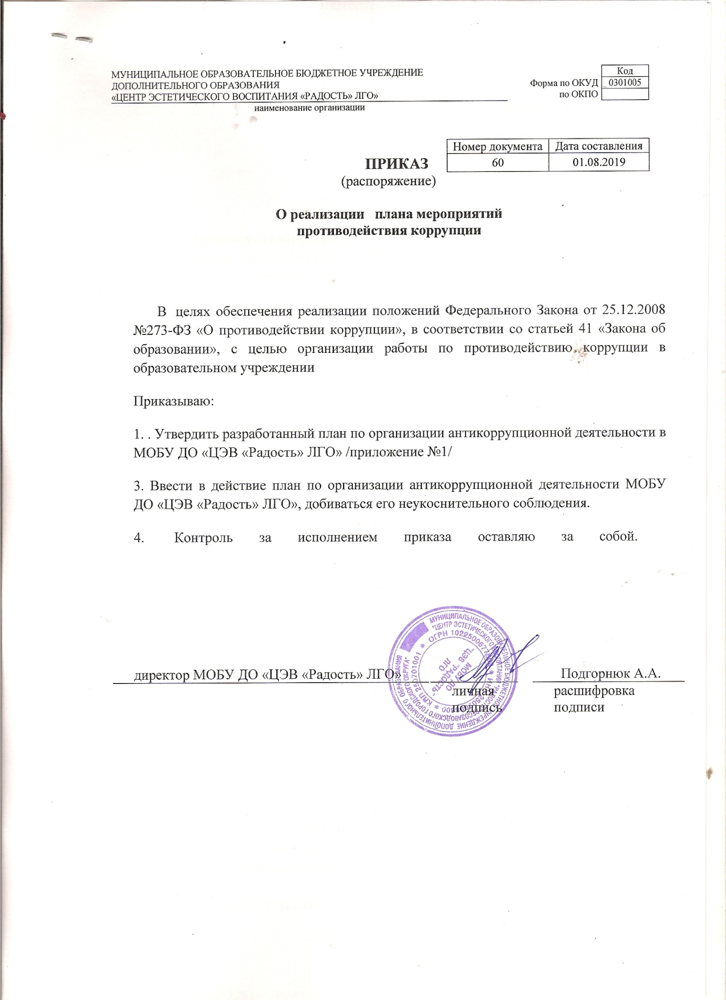 МУНИЦИПАЛЬНОЕ ОБРАЗОВАТЕЛЬНОЕ БЮДЖЕТНОЕ УЧРЕЖДЕНИЕ
ДОПОЛНИТЕЛЬНОГО ОБРАЗОВАНИЯ
«ЦЕНТР ЭСТЕТИЧЕСКОГО ВОСПИТАНИЯ «РАДОСТЬ» ЛГО»
наименование организации
Код
Форма по ОКУД 0301005
по ОКПО
Номер документа Дата составления
60 01.08.2019
ПРИКАЗ
(распоряжение)
О реализации плана мероприятий
противодействия коррупции
В целях обеспечения реализации положений Федерального Закона от 25.12.2008
№273-ФЗ «О противодействии коррупции», в соответствии со статьей 41 «Закона об
образовании», с целью организации работы по противодействию коррупции в
образовательном учреждении
Приказываю:
1. . Утвердить разработанный план по организации антикоррупционной деятельности в
МОБУ ДО «ЦЭВ «Радость» ЛГО» /приложение №1/
3. Ввести в действие план по организации антикоррупционной деятельности МОБУ
ДО «ЦЭВ «Радость» ЛГО», добиваться его неукоснительного соблюдения.
4. Контроль за исполнением приказа оставляю за собой.
директор МОБУ ДО «ЦЭВ «Радость» ЛГО»
Подгорнюк А.А.
личная
подпись
расшифровка
подписи
МУНИЦИПАЛЬНОЕ ОБРАЗОВАТЕЛЬНОЕ БЮДЖЕТНОЕ УЧРЕЖДЕНИЕ ДОПОЛНИТЕЛЬНОГО ОБРАЗОВАНИЯ
"ЦЕНТР ЭСТЕТИЧЕСКОГО ВОСПИТАНИЯ "РАДОСТЬ" ЛЕСОЗАВОДСКОГО ГОРОДСКОГО ОКРУГА"
КПП 250701001 * ОГРН
МОБУ ДО
"ЦЭВ
"РАДОСТЬ"
ЛГО